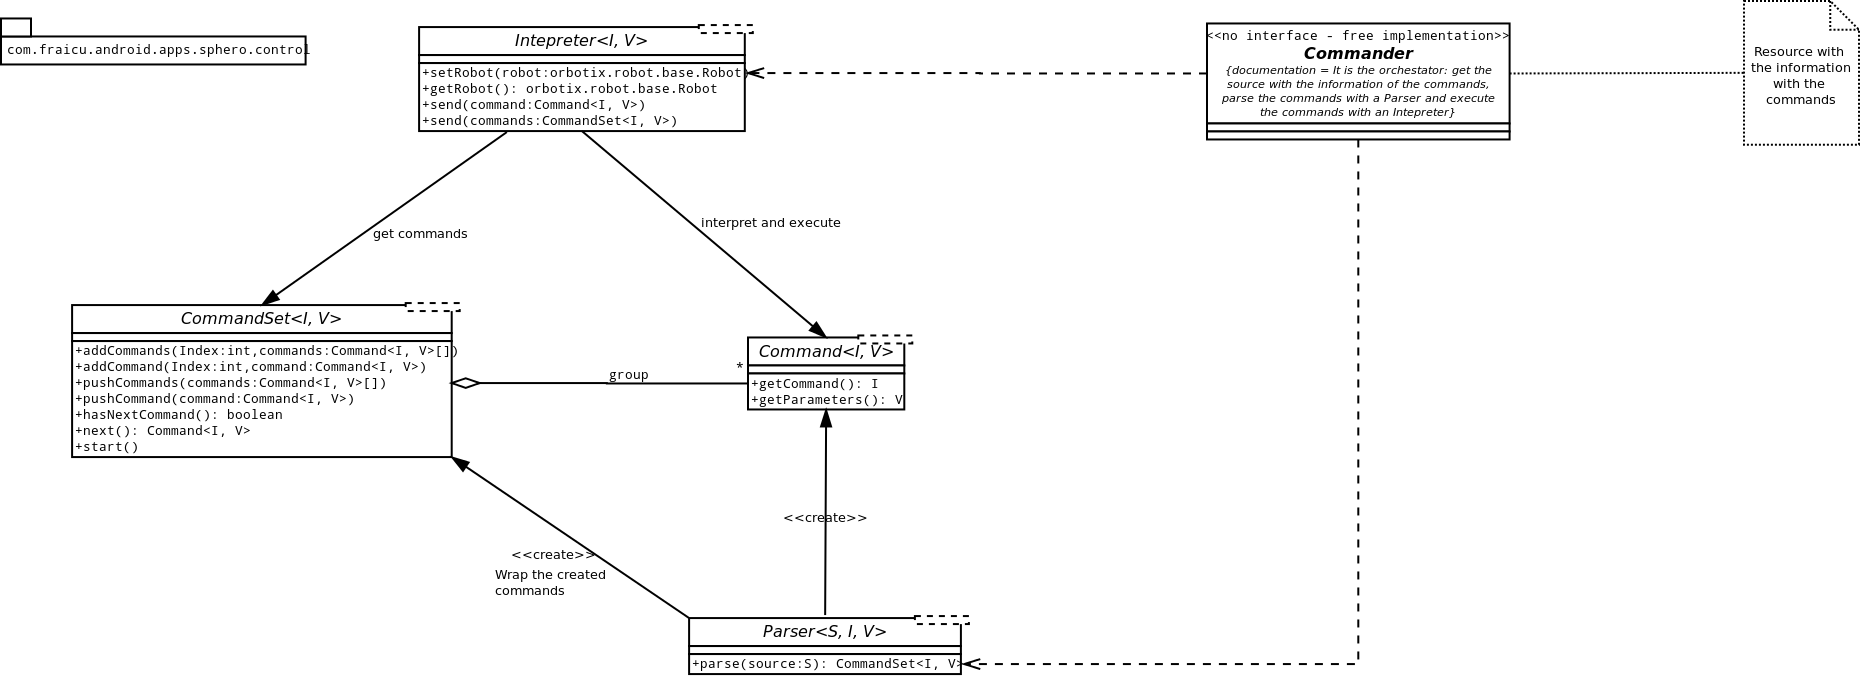 com.fraicu.android.apps.sphero.control
Intepreter<I, V>
+setRobot(robot:orbotix.robot.base.Robot)
+getRobot(): orbotix.robot.base.Robot
+send(command:Command<I, V>)
+send(commands:CommandSet<I, V>)
<<no interface - free implementation>>
Commander
{documentation = It is the orchestator: get the
source with the information of the commands,
parse the commands with a Parser and execute
the commands with an Intepreter}
Resource with
the information
with the
commands
get commands
interpret and execute
CommandSet<I, V>
+addCommands(Index:int,commands:Command<I, V>[])
+addCommand(Index:int,command:Command<I, V>)
+pushCommands(commands:Command<I, V>[])
+pushCommand(command:Command<I, V>)
+hasNextCommand(): boolean
+next(): Command<I, V>
+start()
group
*
Command<I, V>
+getCommand(): I
+getParameters(): V
<<create>>
<<create>>
Wrap the created
commands
Parser<S, I, V>
+parse(source:S): CommandSet<I, V>